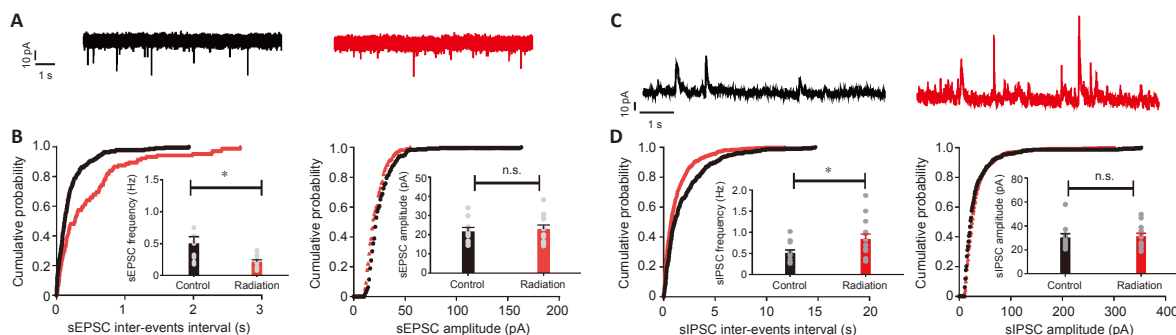 A
10 pA
1 s
C
10 pA
1 s
B
Cumulative probability
1.0
0.8
0.6
0.4
0.2
0
0
1
2
3
sEPSC inter-events interval (s)
sEPSC frequency (Hz)
1.5
1.0
0.5
0.0
*
Control
Radiation
Cumulative probability
1.0
0.8
0.6
0.4
0.2
0.0
0
50
100
150
200
sEPSC amplitude (pA)
sEPSC amplitude (pA)
60
40
20
0
n.s.
Control
Radiation
D
Cumulative probability
1.0
0.8
0.6
0.4
0.2
0
0
5
10
15
20
sIPSC inter-events interval (s)
sIPSC frequency (Hz)
2.0
1.5
1.0
0.5
0.0
*
Control
Radiation
Cumulative probability
1.0
0.8
0.6
0.4
0.2
0.0
0
100
200
300
400
sIPSC amplitude (pA)
sIPSC amplitude (pA)
80
60
40
20
0
n.s.
Control
Radiation